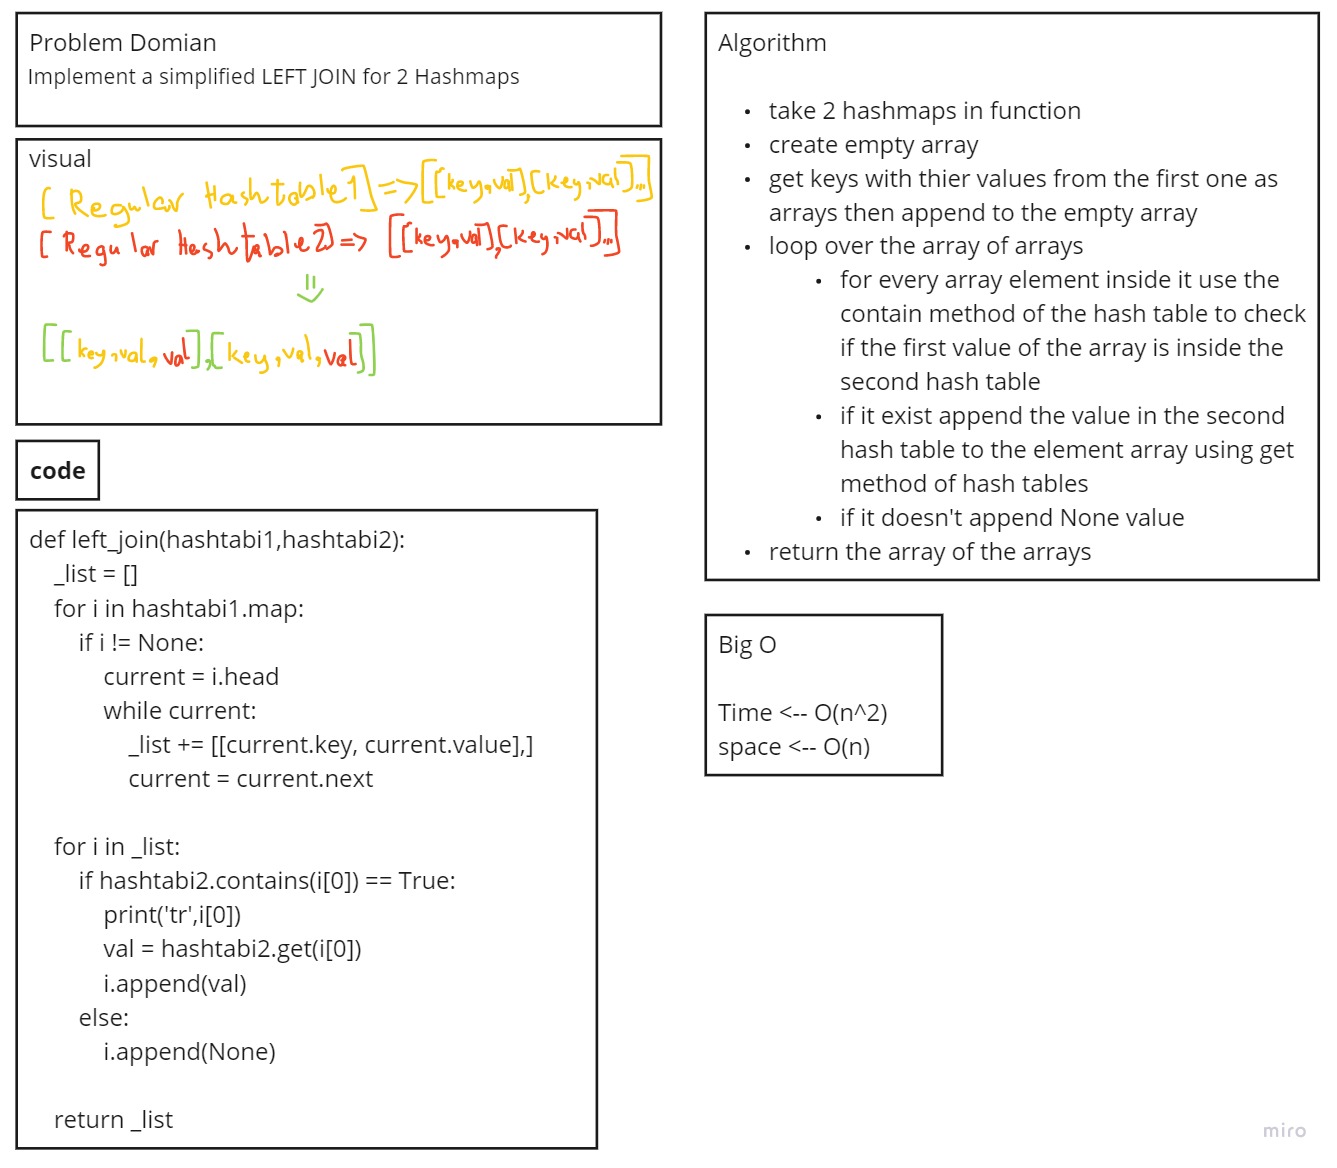 Problem Domian
Implement a simplified LEFT JOIN for 2 Hashmaps
visual
[ Regular Hashtable1]=>[[key,val],[key,val]...]
[ Regular Hashtable2]=> [[key,val],[key,val]...]
[[key,val,val],[key,val,val]]
code
def left_join(hashtabi1,hashtabi2):
_list = []
for i in hashtabi1.map:
if i != None:
current = i.head
while current:
_list += [[current.key, current.value],]
current = current.next
for i in _list:
if hashtabi2.contains(i[0]) == True:
print('tr',i[0])
val = hashtabi2.get(i[0])
i.append(val)
else:
i.append(None)
return _list
Algorithm
• take 2 hashmaps in function
• create empty array
• get keys with thier values from the first one as
arrays then append to the empty array
• loop over the array of arrays
• for every array element inside it use the
contain method of the hash table to check
if the first value of the array is inside the
second hash table
• if it exist append the value in the second
hash table to the element array using get
method of hash tables
• if it doesn't append None value
• return the array of the arrays
Big O
Time <-- O(n^2)
space <-- O(n)
miro